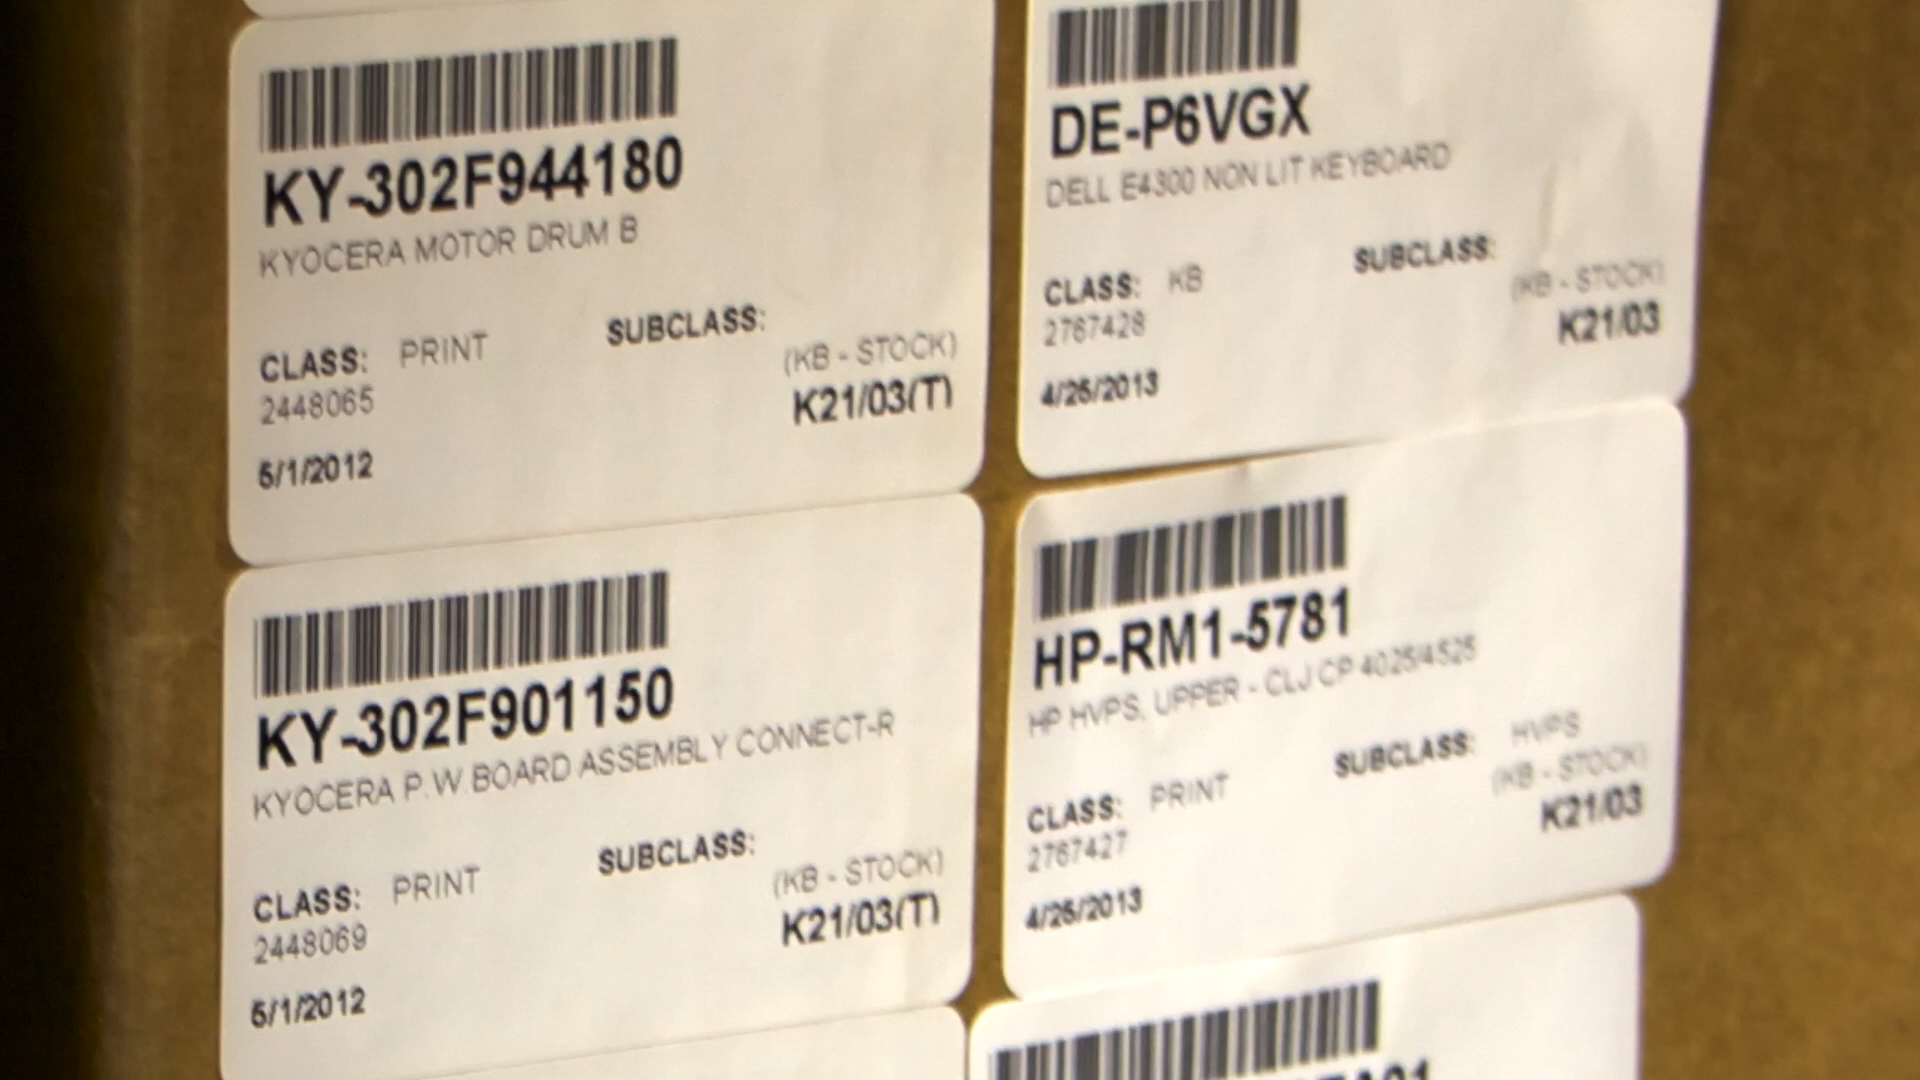 KY-302F944180
KYOCERA MOTOR DRUM B
CLASS: PRINT SUBCLASS:
2448065 (KB - STOCK)
K21/03(T)
5/1/2012
DE-P6VGX
DELL E4300 NON LIT KEYBOARD
CLASS: KB SUBCLASS:
2767428 (KB - STOCK)
K21/03
4/26/2013
KY-302F901150
KYOCERA P.W.BOARD ASSEMBLY CONNECT-R
CLASS: PRINT SUBCLASS:
2448069 (KB - STOCK)
K21/03(T)
5/1/2012
HP-RM1-5781
HP HVPS, UPPER - CLJ CP 4025/4525
CLASS: PRINT SUBCLASS: HVPS
2767427 (KB - STOCK)
K21/03
4/26/2013